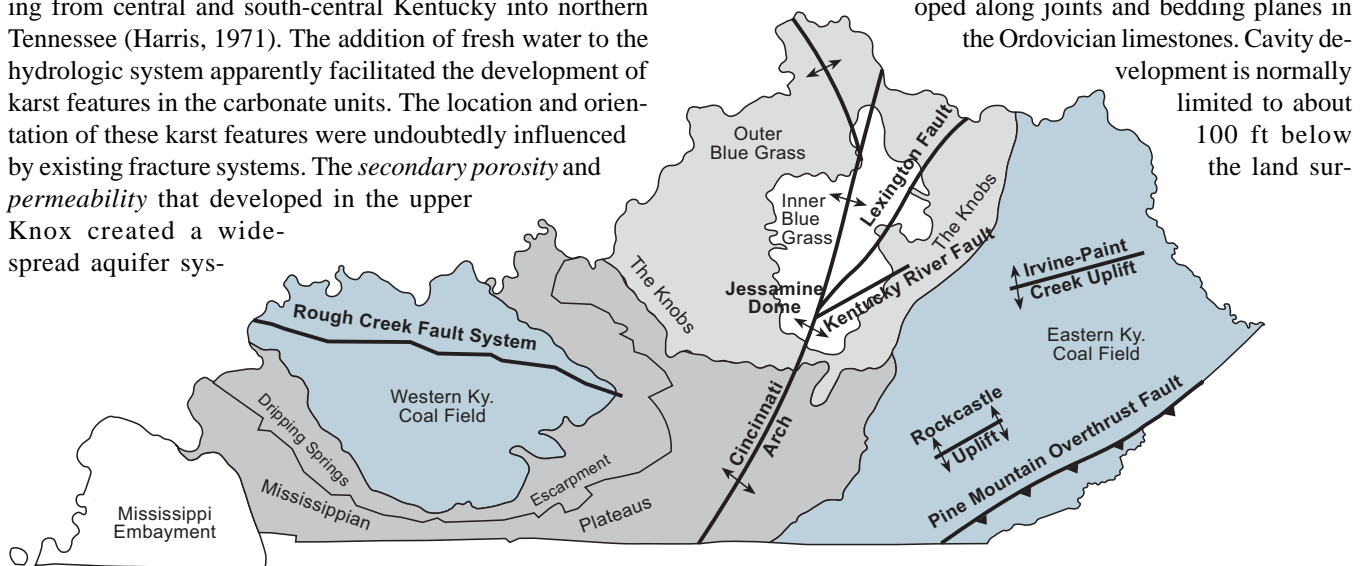 ing from central and south-central Kentucky into northern
Tennessee (Harris, 1971). The addition of fresh water to the
hydrologic system apparently facilitated the development of
karst features in the carbonate units. The location and orien-
tation of these karst features were undoubtedly influenced
by existing fracture systems. The secondary porosity and
permeability that developed in the upper
Knox created a wide-
spread aquifer sys-
oped along joints and bedding planes in
the Ordovician limestones. Cavity de-
velopment is normally
limited to about
100 ft below
the land sur-
Outer
Blue Grass
Inner
Blue
Grass
Lexington Fault
The Knobs
The Knobs
Jessamine
Dome
Kentucky River Fault
Irvine-Paint
Creek Uplift
Eastern Ky.
Coal Field
Rough Creek Fault System
Western Ky.
Coal Field
Dripping Springs
Escarpment
Mississippian
Plateaus
Cincinnati
Arch
Rockcastle
Uplift
Pine Mountain Overthrust Fault
Mississippi
Embayment